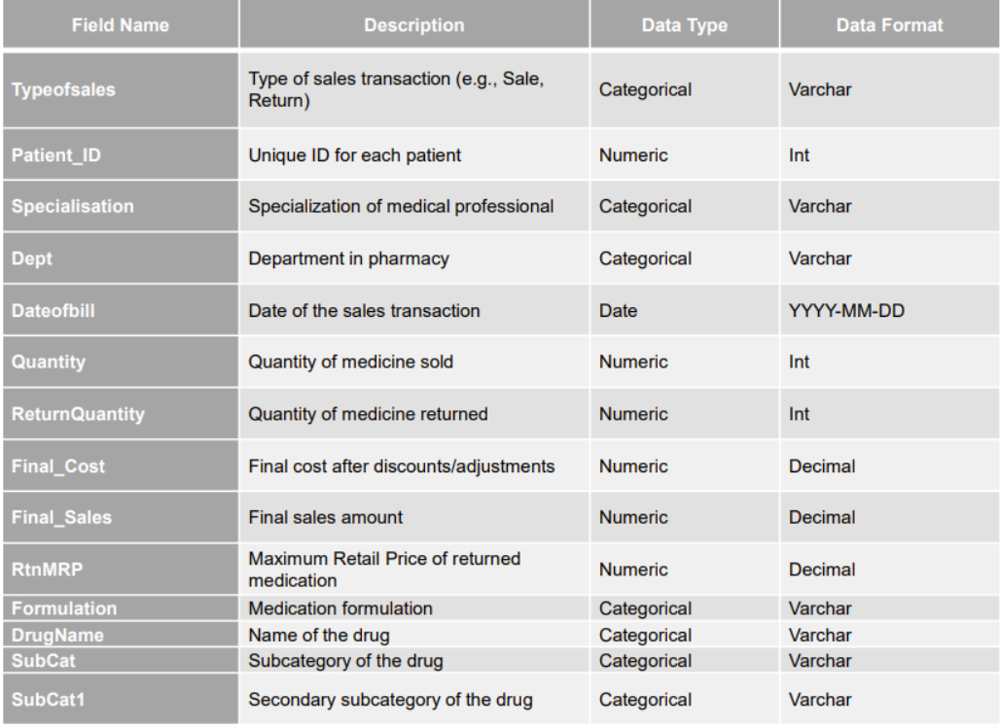 Field Name Description Data Type Data Format
Typeofsales Type of sales transaction (e.g., Sale, Return) Categorical Varchar
Patient_ID Unique ID for each patient Numeric Int
Specialisation Specialization of medical professional Categorical Varchar
Dept Department in pharmacy Categorical Varchar
Dateofbill Date of the sales transaction Date YYYY-MM-DD
Quantity Quantity of medicine sold Numeric Int
ReturnQuantity Quantity of medicine returned Numeric Int
Final_Cost Final cost after discounts/adjustments Numeric Decimal
Final_Sales Final sales amount Numeric Decimal
RtnMRP Maximum Retail Price of returned medication Numeric Decimal
Formulation Medication formulation Categorical Varchar
DrugName Name of the drug Categorical Varchar
SubCat Subcategory of the drug Categorical Varchar
SubCat1 Secondary subcategory of the drug Categorical Varchar